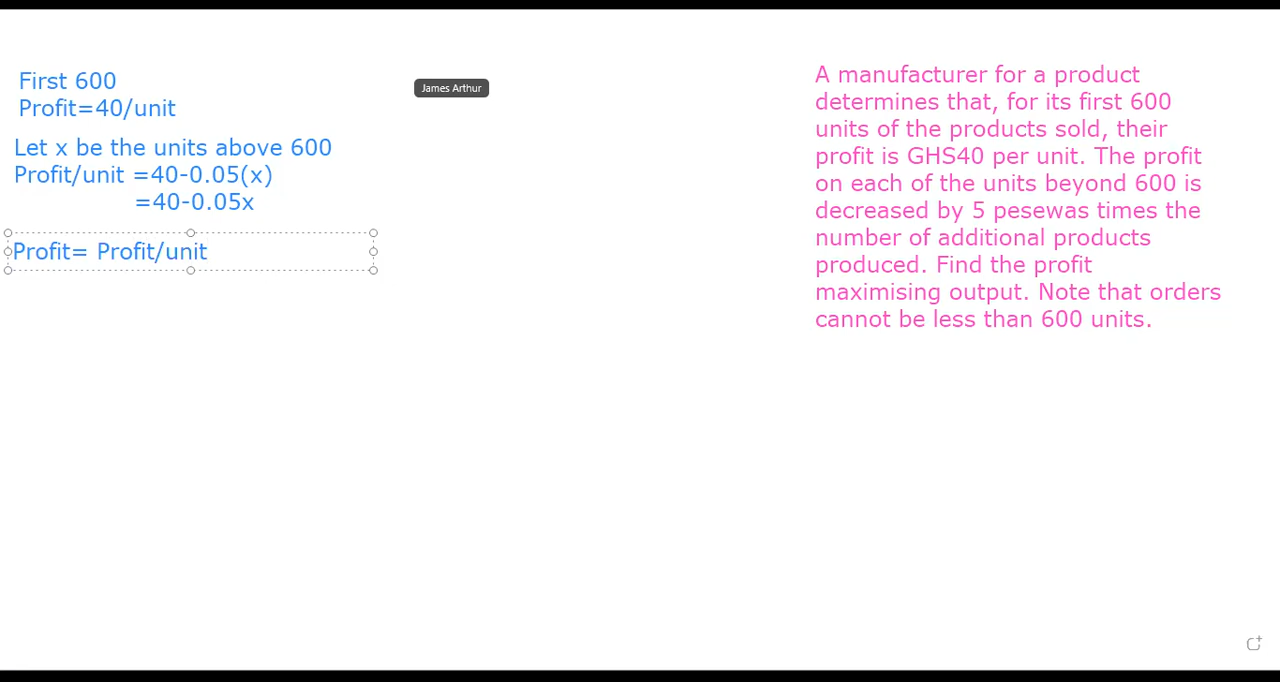 First 600
Profit=40/unit
James Arthur
Let x be the units above 600
Profit/unit =40-0.05(x)
=40-0.05x
Profit= Profit/unit
A manufacturer for a product
determines that, for its first 600
units of the products sold, their
profit is GHS40 per unit. The profit
on each of the units beyond 600 is
decreased by 5 pesewas times the
number of additional products
produced. Find the profit
maximising output. Note that orders
cannot be less than 600 units.